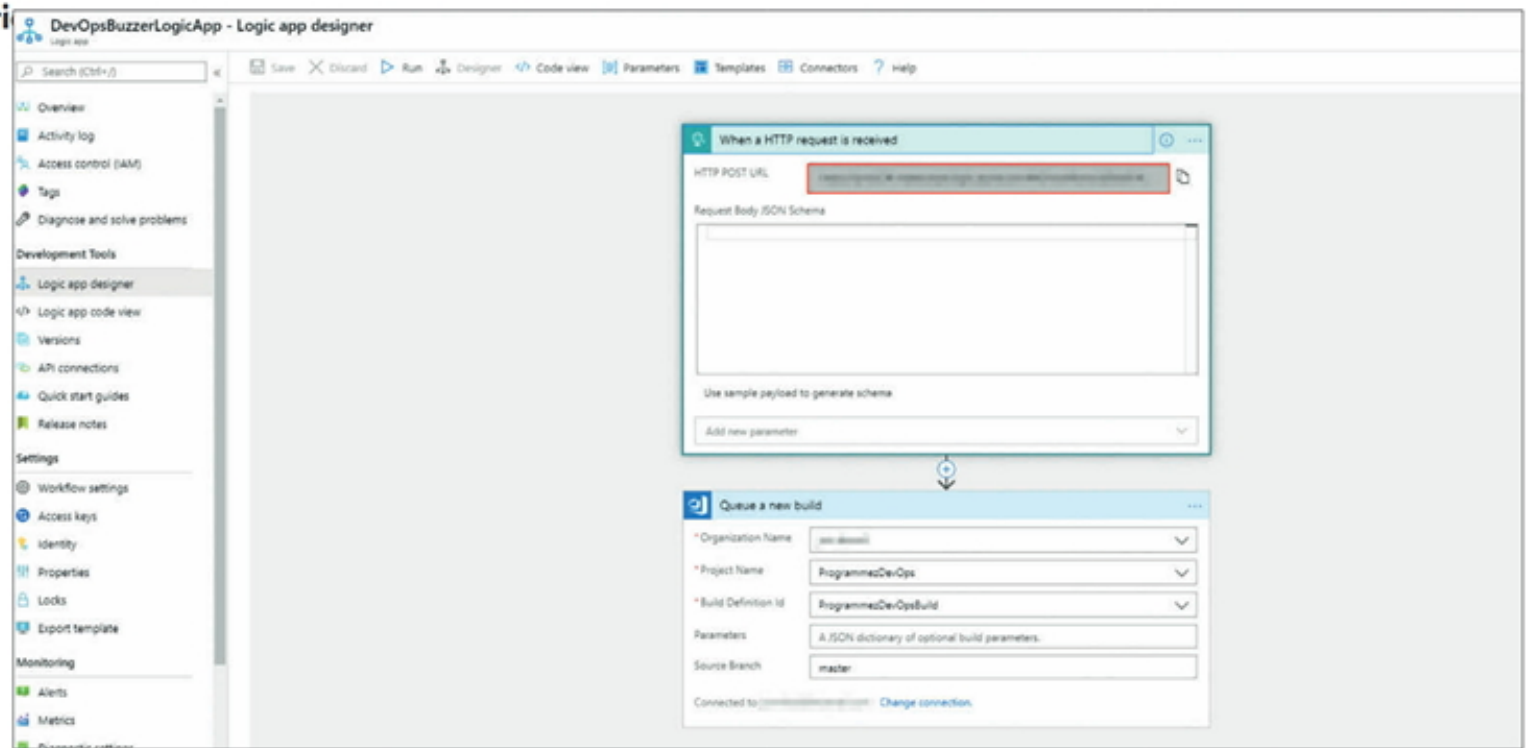 DevOpsBuzzerLogicApp - Logic app designer
Logic app
Search (Ctrl+/)
«
Save
Discard
Run
Designer
Code view
Parameters
Templates
Connectors
? Help
Overview
Activity log
Access control (IAM)
Tags
Diagnose and solve problems
Development Tools
Logic app designer
Logic app code view
Versions
API connections
Quick start guides
Release notes
Settings
Workflow settings
Access keys
Identity
Properties
Locks
Export template
Monitoring
Alerts
Metrics
Diagnostic settings
When a HTTP request is received
HTTP POST URL
Request Body JSON Schema
Use sample payload to generate schema
Add new parameter
Queue a new build
* Organization Name
* Project Name ProgrammezDevOps
* Build Definition Id ProgrammezDevOpsBuild
Parameters A JSON dictionary of optional build parameters.
Source Branch master
Connected to Change connection.